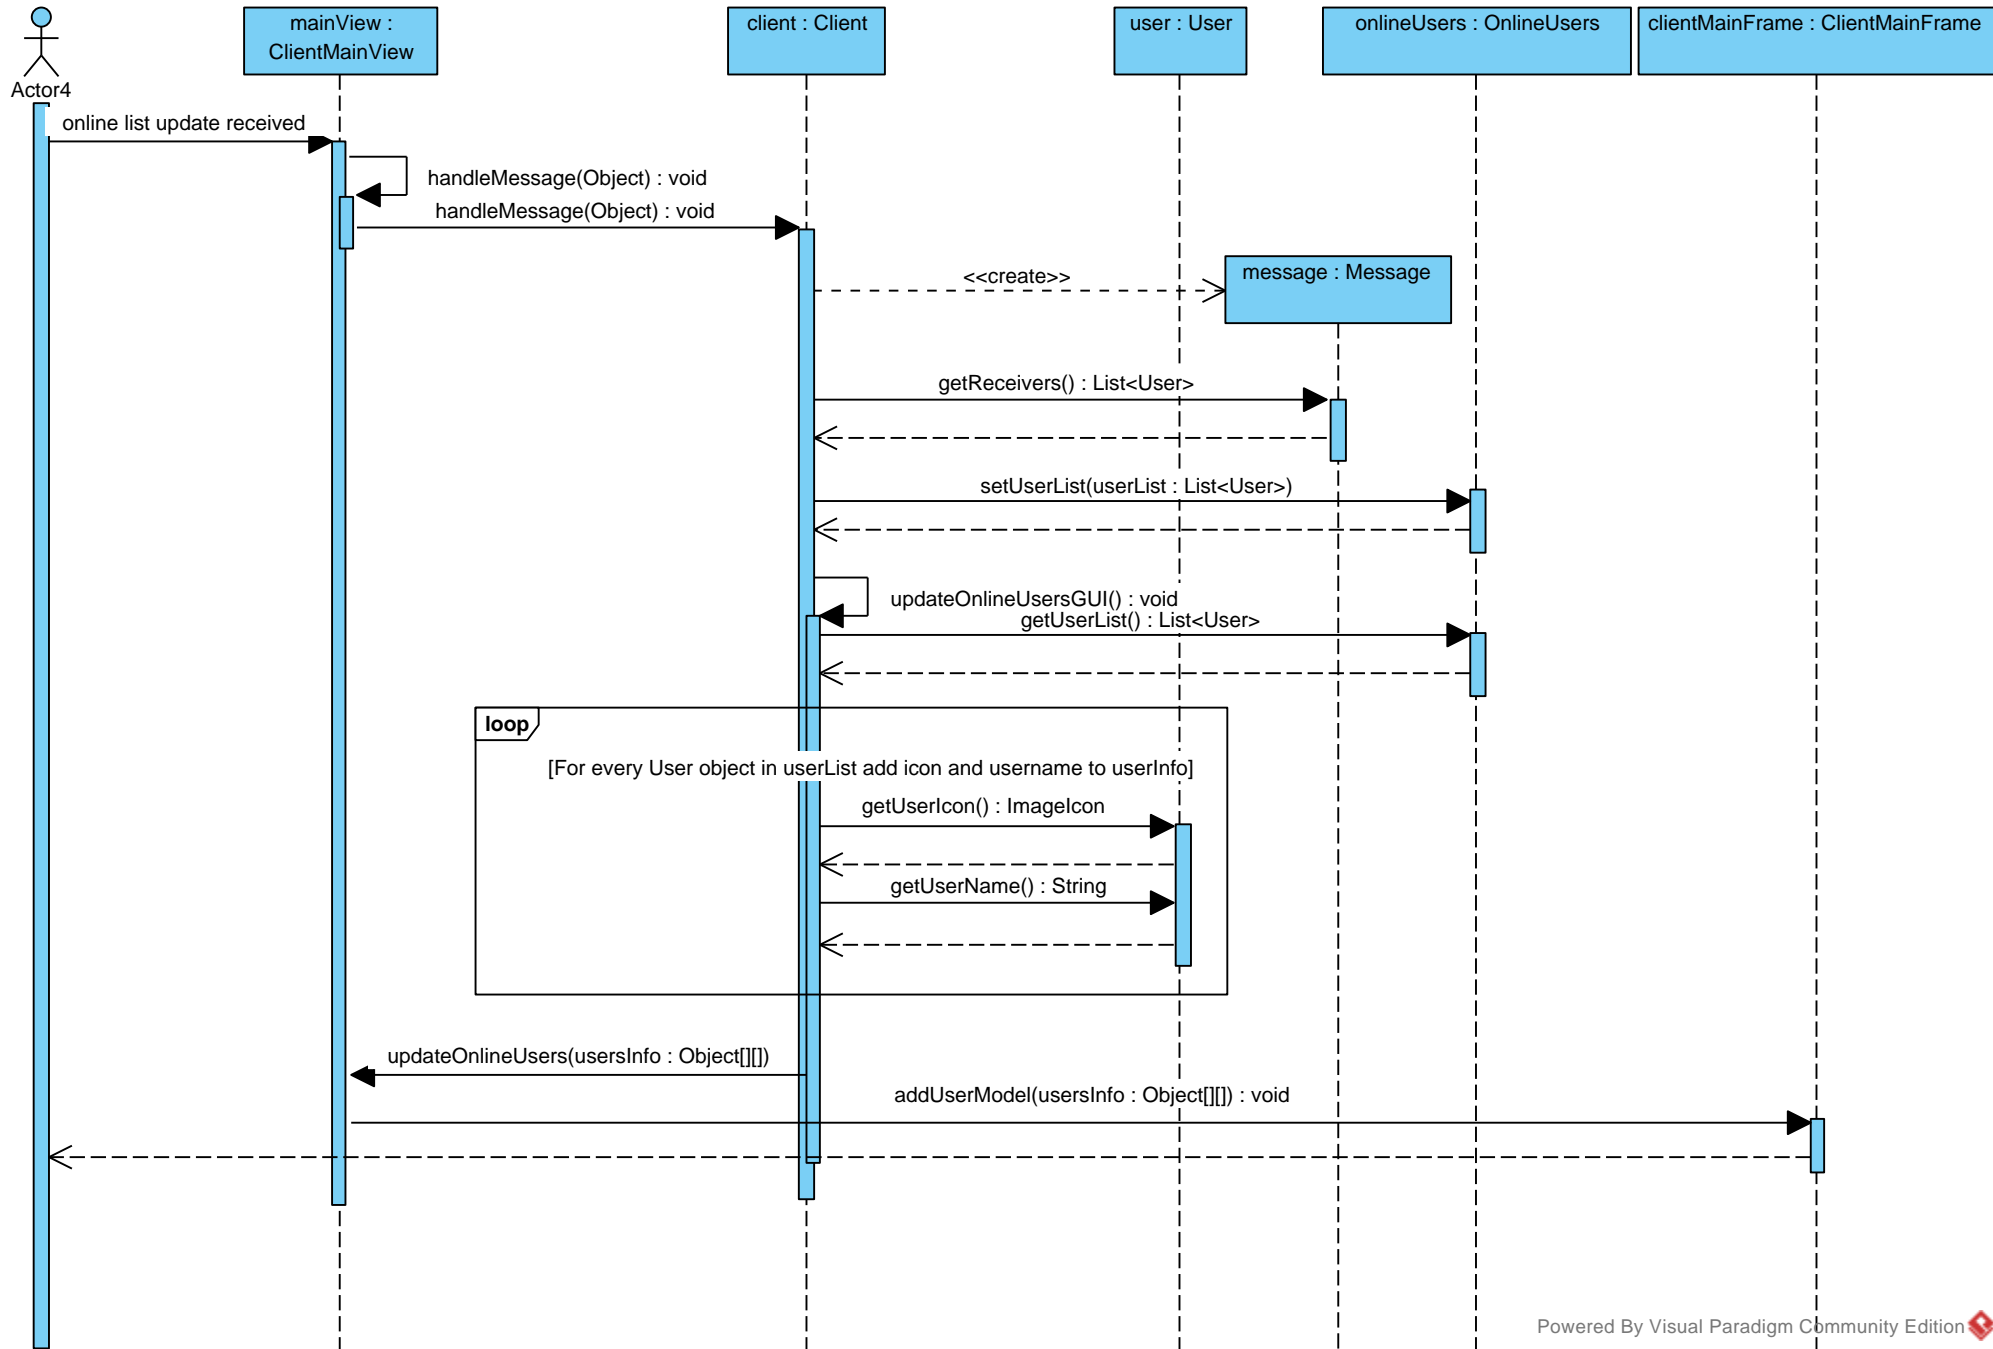 mainView :
ClientMainView
client : Client
user : User
onlineUsers : OnlineUsers
clientMainFrame : ClientMainFrame
Actor4
online list update received
handleMessage(Object) : void
handleMessage(Object) : void
<<create>>
message : Message
getReceivers() : List<User>
setUserList(userList : List<User>)
updateOnlineUsersGUI() : void
getUserList() : List<User>
loop
[For every User object in userList add icon and username to userInfo]
getUserIcon() : ImageIcon
getUserName() : String
updateOnlineUsers(usersInfo : Object[][])
addUserModel(usersInfo : Object[][]) : void
Powered By Visual Paradigm Community Edition